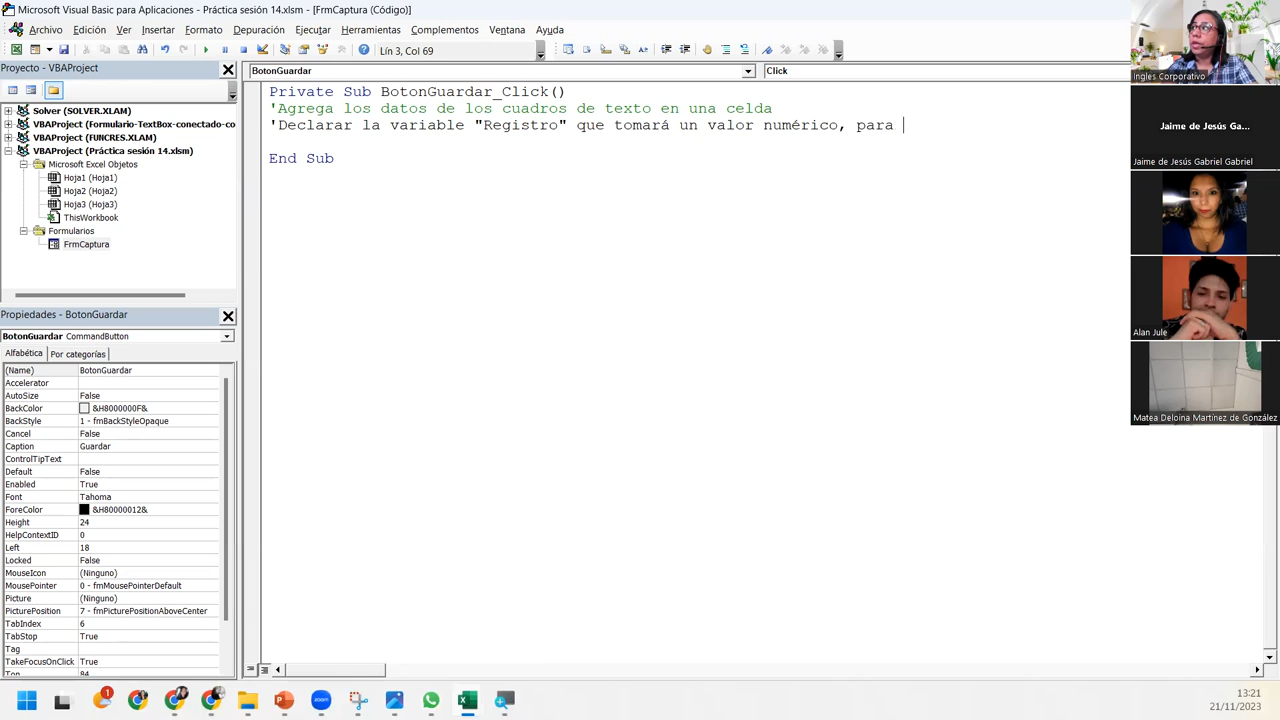 Microsoft Visual Basic para Aplicaciones - Práctica sesión 14.xlsm - [FrmCaptura (Código)]
Archivo Edición Ver Insertar Formato Depuración Ejecutar Herramientas Complementos Ventana Ayuda
Lín 3, Col 69
Proyecto - VBAProject
Solver (SOLVER.XLAM)
VBAProject (Formulario-TextBox-conectado-co
VBAProject (FUNCRES.XLAM)
VBAProject (Práctica sesión 14.xlsm)
Microsoft Excel Objetos
Hoja1 (Hoja1)
Hoja2 (Hoja2)
Hoja3 (Hoja3)
ThisWorkbook
Formularios
FrmCaptura
Propiedades - BotonGuardar
BotonGuardar CommandButton
Alfabética Por categorías
(Name) BotonGuardar
Accelerator
AutoSize False
BackColor &H8000000F&
BackStyle 1 - fmBackStyleOpaque
Cancel False
Caption Guardar
ControlTipText
Default False
Enabled True
Font Tahoma
ForeColor &H80000012&
Height 24
HelpContextID 0
Left 18
Locked False
MouseIcon (Ninguno)
MousePointer 0 - fmMousePointerDefault
Picture (Ninguno)
PicturePosition 7 - fmPicturePositionAboveCenter
TabIndex 6
TabStop True
Tag
TakeFocusOnClick True
Top 84
BotonGuardar Click
Private Sub BotonGuardar_Click()
'Agrega los datos de los cuadros de texto en una celda
'Declarar la variable "Registro" que tomará un valor numérico, para
End Sub
Ingles Corporativo
Jaime de Jesús Ga...
Jaime de Jesús Gabriel Gabriel
Alan Jule
Matea Deloina Martínez de González
1
zoom
13:21
21/11/2023